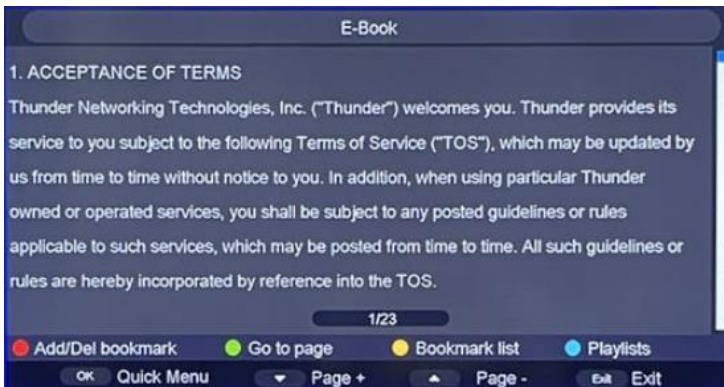 E-Book
1. ACCEPTANCE OF TERMS
Thunder Networking Technologies, Inc. ("Thunder") welcomes you. Thunder provides its
service to you subject to the following Terms of Service ("TOS"), which may be updated by
us from time to time without notice to you. In addition, when using particular Thunder
owned or operated services, you shall be subject to any posted guidelines or rules
applicable to such services, which may be posted from time to time. All such guidelines or
rules are hereby incorporated by reference into the TOS.
1/23
Add/Del bookmark Go to page Bookmark list Playlists
OK Quick Menu Page + Page - Exit Exit